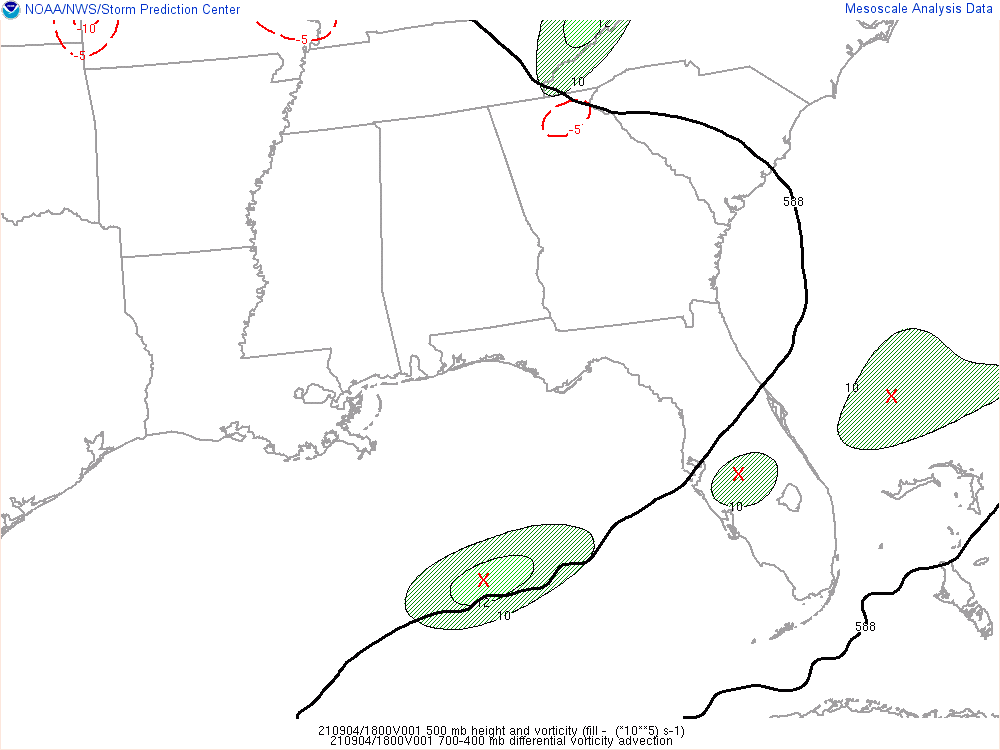 NOAA/NWS/Storm Prediction Center
Mesoscale Analysis Data
10
-5
-5
12
10
-5
588
10
X
X
10
X
12
10
588
210904/1800V001 500 mb height and vorticity (fill - (*10**5) s-1)
210904/1800V001 700-400 mb differential vorticity advection